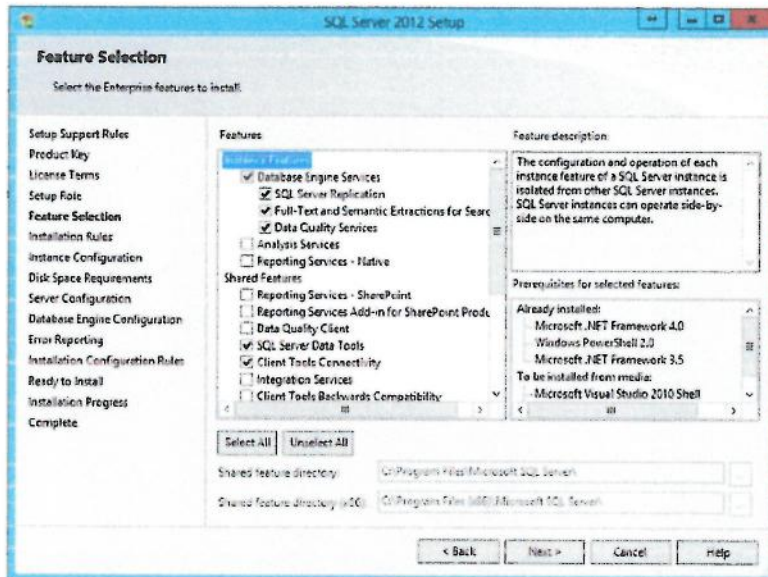 SQL Server 2012 Setup
Feature Selection
Select the Enterprise features to install.
Setup Support Rules
Product Key
License Terms
Setup Role
Feature Selection
Installation Rules
Instance Configuration
Disk Space Requirements
Server Configuration
Database Engine Configuration
Error Reporting
Installation Configuration Rules
Ready to Install
Installation Progress
Complete
Features:
Instance Features
Database Engine Services
SQL Server Replication
Full-Text and Semantic Extractions for Searc
Data Quality Services
Analysis Services
Reporting Services - Native
Shared Features
Reporting Services - SharePoint
Reporting Services Add-in for SharePoint Produ
Data Quality Client
SQL Server Data Tools
Client Tools Connectivity
Integration Services
Client Tools Backwards Compatibility
Feature description:
The configuration and operation of each
instance feature of a SQL Server instance is
isolated from other SQL Server instances.
SQL Server instances can operate side-by-
side on the same computer.
Prerequisites for selected features:
Already installed:
Microsoft .NET Framework 4.0
Windows PowerShell 2.0
Microsoft .NET Framework 3.5
To be installed from media:
Microsoft Visual Studio 2010 Shell
Select All
Unselect All
Shared feature directory:
C:\Program Files\Microsoft SQL Server\
Shared feature directory (x86):
C:\Program Files (x86)\Microsoft SQL Server\
< Back
Next >
Cancel
Help